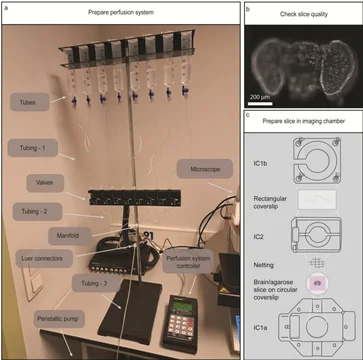 a
Prepare perfusion system
Tubes
Tubing - 1
Valves
Tubing - 2
Manifold
Luer connectors
Tubing - 3
Peristaltic pump
Microscope
Perfusion system
controller
b
Check slice quality
200 µm
c
Prepare slice in imaging chamber
IC1b
Rectangular
coverslip
IC2
Netting
Brain/agarose
slice on circular
coverslip
IC1a